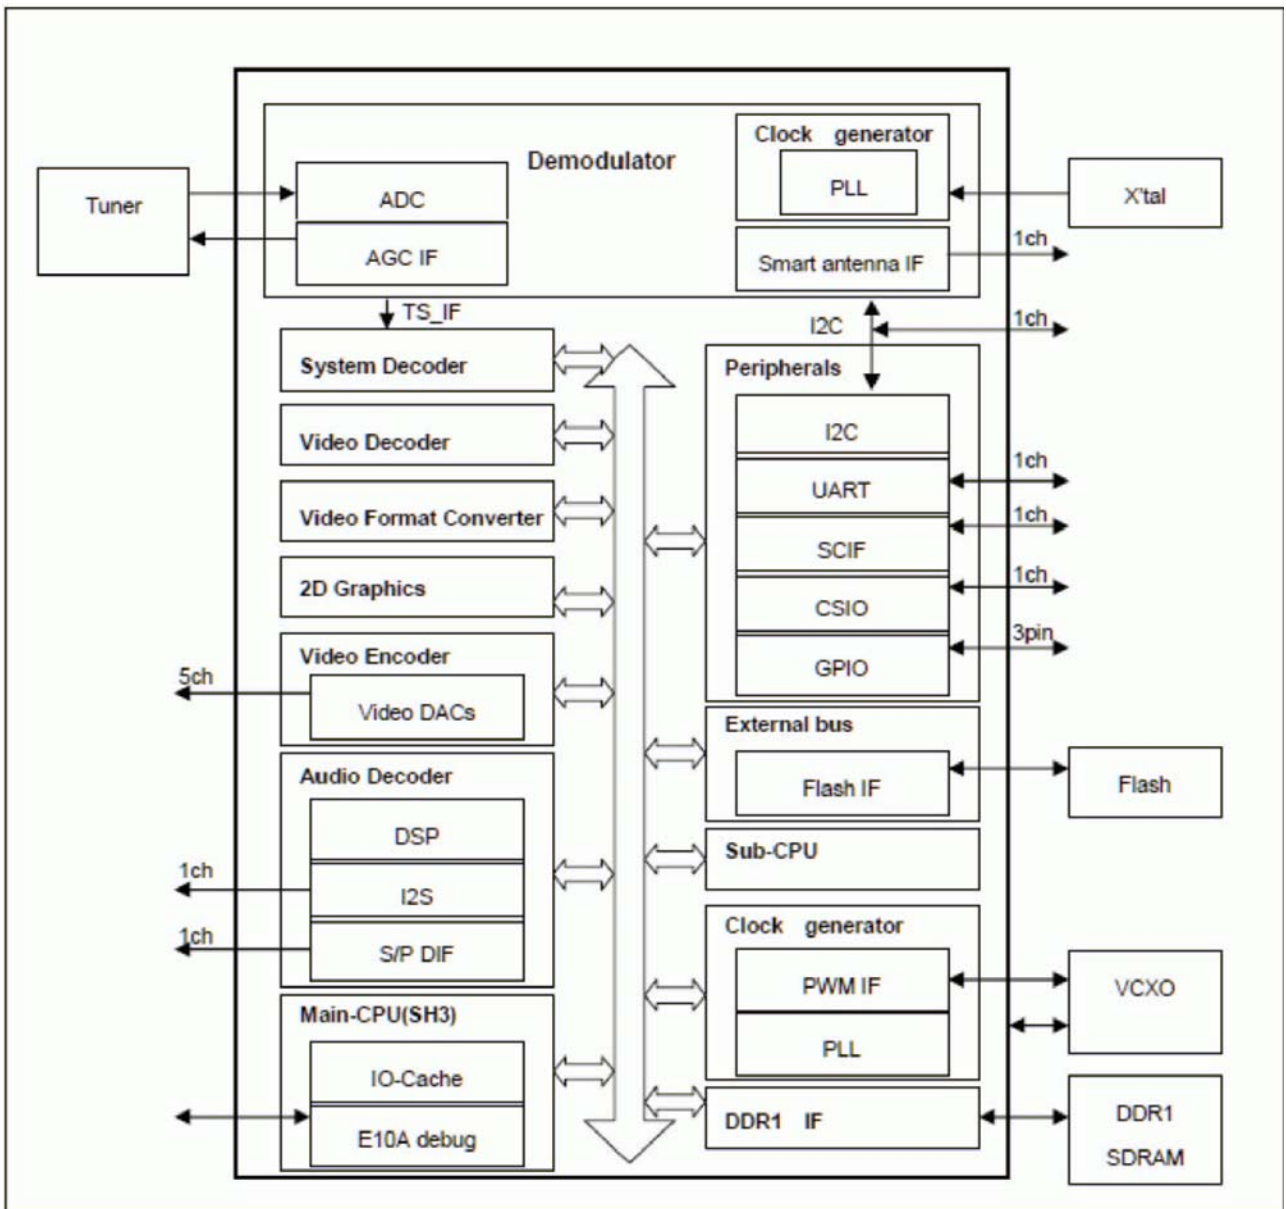 Demodulator
Clock generator
PLL
ADC
AGC IF
Smart antenna IF
Tuner
X'tal
1ch
TS_IF
I2C
1ch
System Decoder
Video Decoder
Video Format Converter
2D Graphics
Video Encoder
Video DACs
5ch
Audio Decoder
DSP
I2S
S/P DIF
1ch
1ch
Main-CPU(SH3)
IO-Cache
E10A debug
Peripherals
I2C
UART
SCIF
CSIO
GPIO
1ch
1ch
1ch
3pin
External bus
Flash IF
Flash
Sub-CPU
Clock generator
PWM IF
PLL
VCXO
DDR1 IF
DDR1
SDRAM